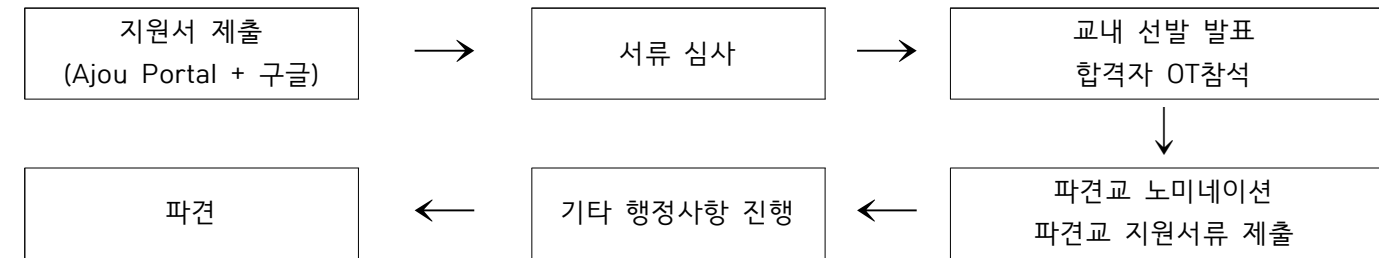 지원서 제출
(Ajou Portal + 구글)
서류 심사
교내 선발 발표
합격자 OT참석
파견교 노미네이션
파견교 지원서류 제출
기타 행정사항 진행
파견